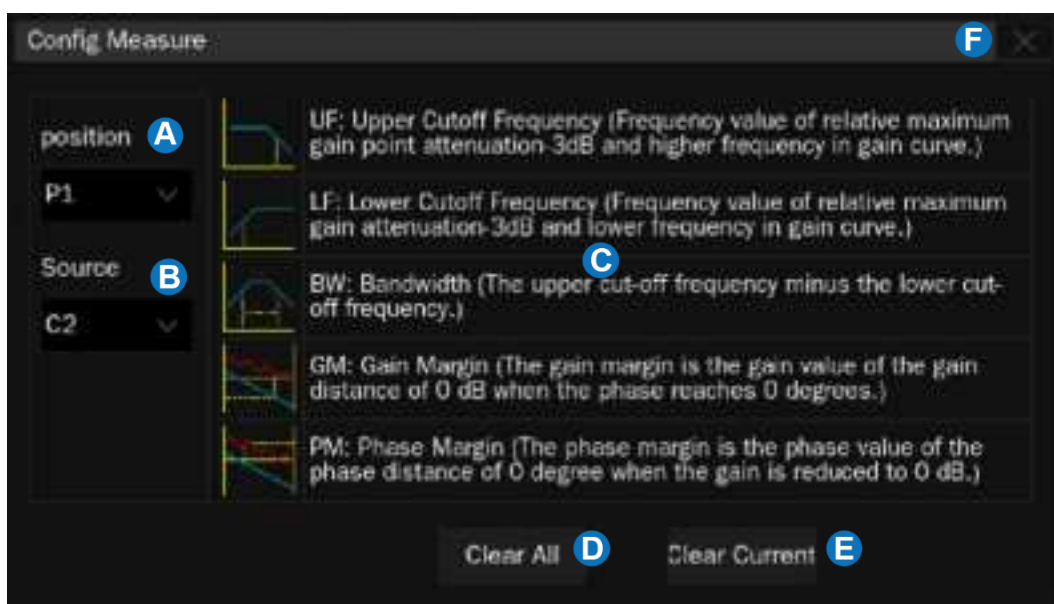 Config Measure
F
position
A
P1
Source
B
C2
UF: Upper Cutoff Frequency (Frequency value of relative maximum
gain point attenuation-3dB and higher frequency in gain curve.)
LF: Lower Cutoff Frequency (Frequency value of relative maximum
gain attenuation-3dB and lower frequency in gain curve.)
C
BW: Bandwidth (The upper cut-off frequency minus the lower cut-
off frequency.)
GM: Gain Margin (The gain margin is the gain value of the gain
distance of 0 dB when the phase reaches 0 degrees.)
PM: Phase Margin (The phase margin is the phase value of the
phase distance of 0 degree when the gain is reduced to 0 dB.)
Clear All
D
Clear Current
E